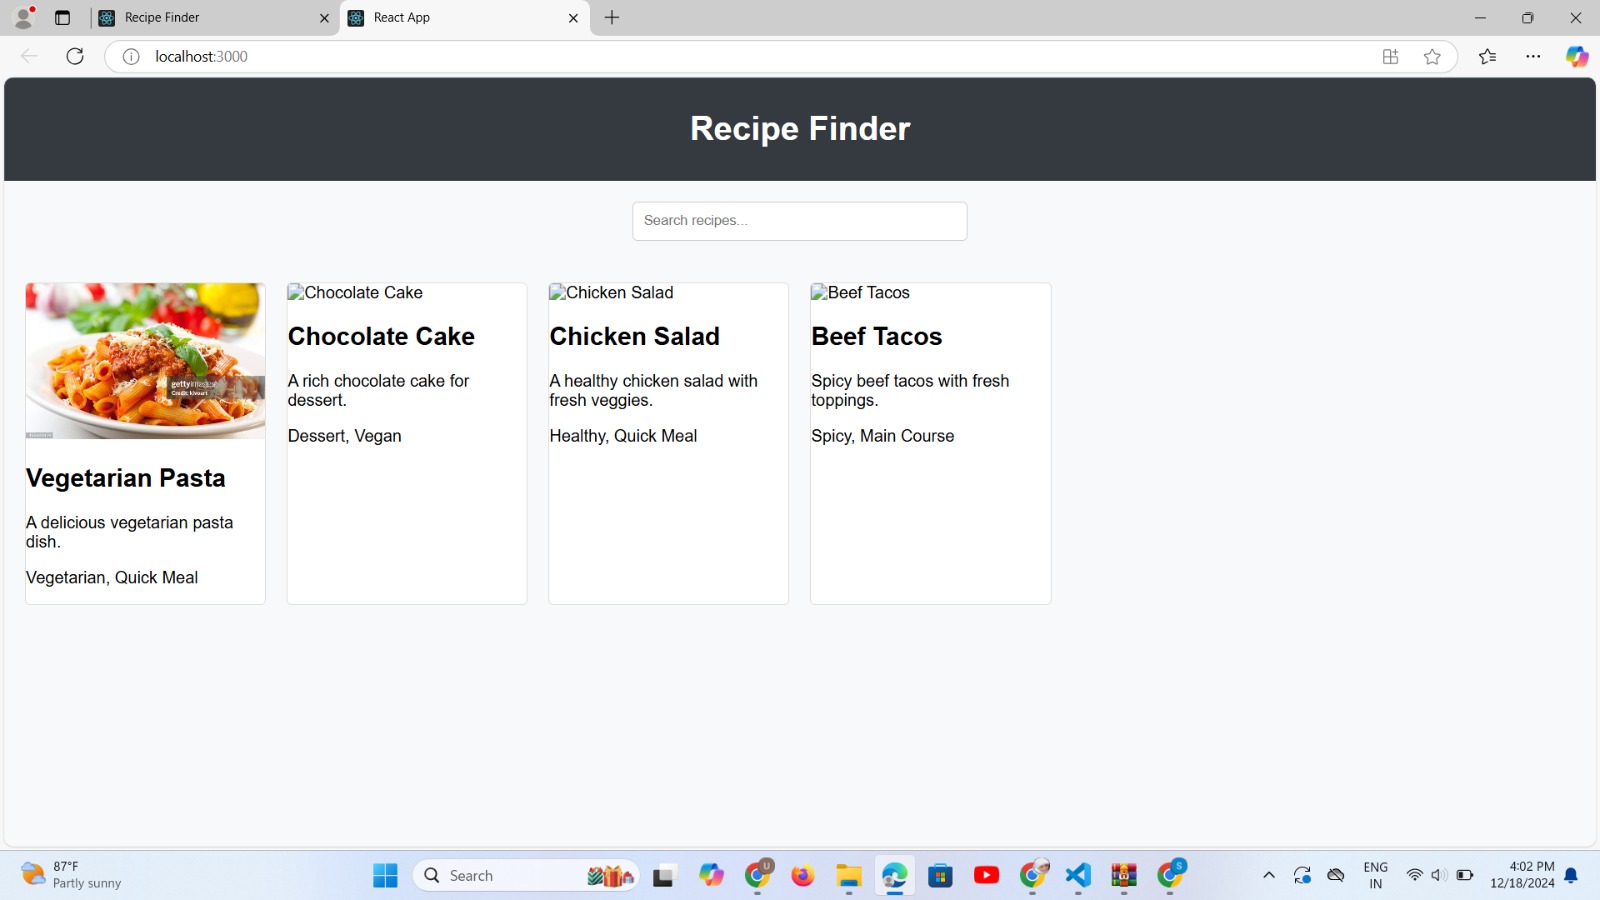 Recipe Finder
React App
localhost:3000
Recipe Finder
Search recipes...
gettyimages
Credit: kivoart
Vegetarian Pasta
A delicious vegetarian pasta
dish.
Vegetarian, Quick Meal
Chocolate Cake
Chocolate Cake
A rich chocolate cake for
dessert.
Dessert, Vegan
Chicken Salad
Chicken Salad
A healthy chicken salad with
fresh veggies.
Healthy, Quick Meal
Beef Tacos
Beef Tacos
Spicy beef tacos with fresh
toppings.
Spicy, Main Course
87°F
Partly sunny
Search
U
S
ENG
IN
4:02 PM
12/18/2024